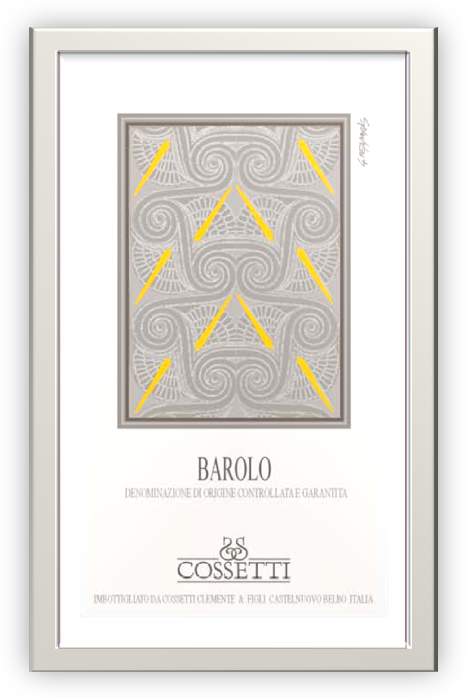 BAROLO
DENOMINAZIONE DI ORIGINE CONTROLLATA E GARANTITA
COSSETTI
IMBOTTIGLIATO DA COSSETTI CLEMENTE & FIGLI CASTELNUOVO BELBO ITALIA